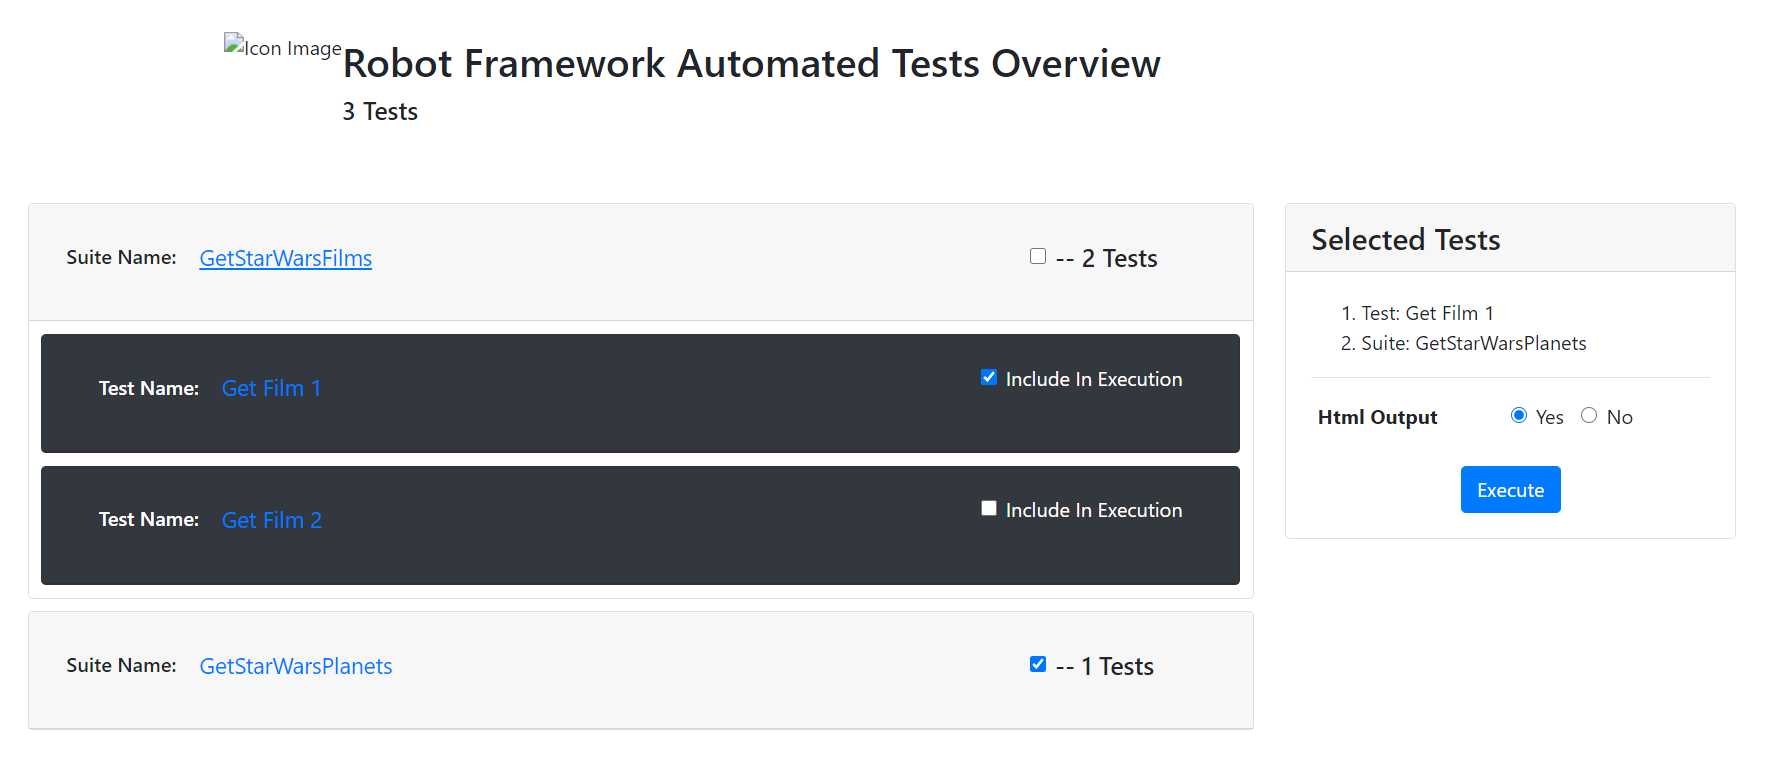 Icon Image
Robot Framework Automated Tests Overview
3 Tests
Suite Name: GetStarWarsFilms -- 2 Tests
Test Name: Get Film 1 Include In Execution
Test Name: Get Film 2 Include In Execution
Suite Name: GetStarWarsPlanets -- 1 Tests
Selected Tests
1. Test: Get Film 1
2. Suite: GetStarWarsPlanets
Html Output Yes No
Execute